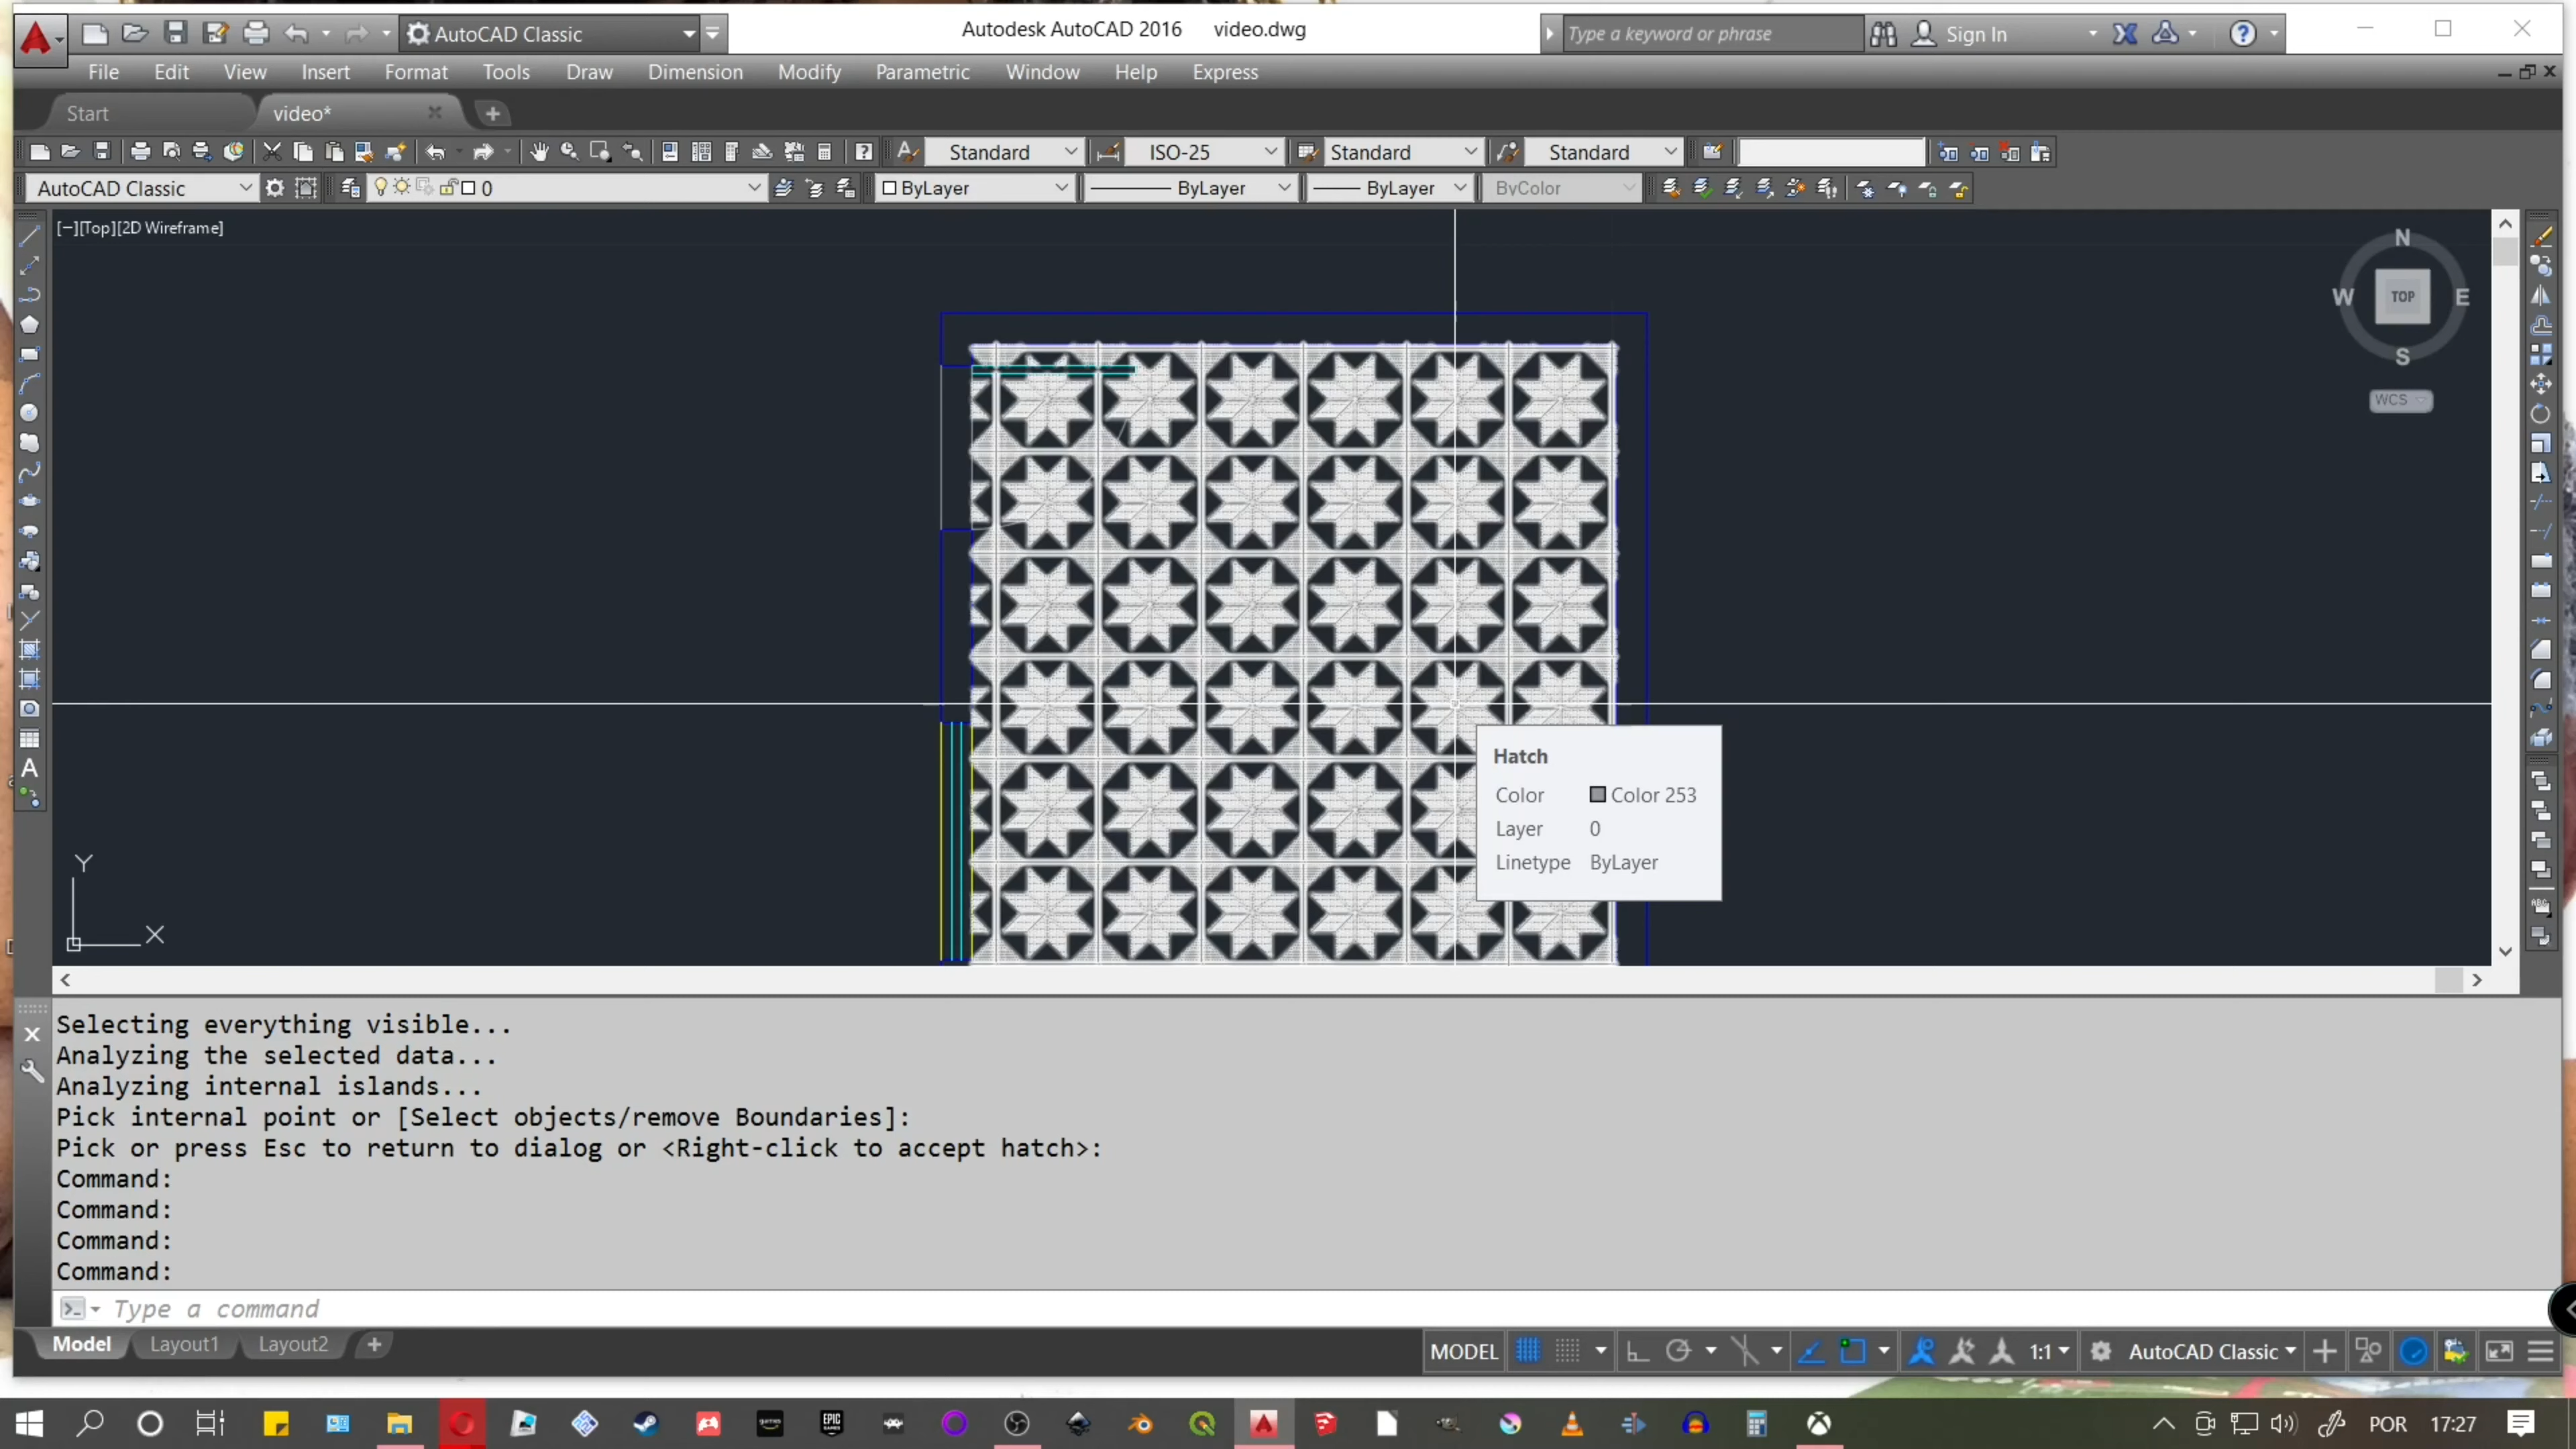 AutoCAD Classic
Autodesk AutoCAD 2016 video.dwg
Type a keyword or phrase
Sign In
File Edit View Insert Format Tools Draw Dimension Modify Parametric Window Help Express
Start
video*
Standard
ISO-25
Standard
Standard
AutoCAD Classic
0
ByLayer
ByLayer
ByLayer
ByColor
[−][Top][2D Wireframe]
N
W
TOP
E
S
WCS
Hatch
Color Color 253
Layer 0
Linetype ByLayer
A
Y
X
Selecting everything visible...
Analyzing the selected data...
Analyzing internal islands...
Pick internal point or [Select objects/remove Boundaries]:
Pick or press Esc to return to dialog or <Right-click to accept hatch>:
Command:
Command:
Command:
Command:
Type a command
Model Layout1 Layout2
MODEL
1:1
AutoCAD Classic
POR 17:27